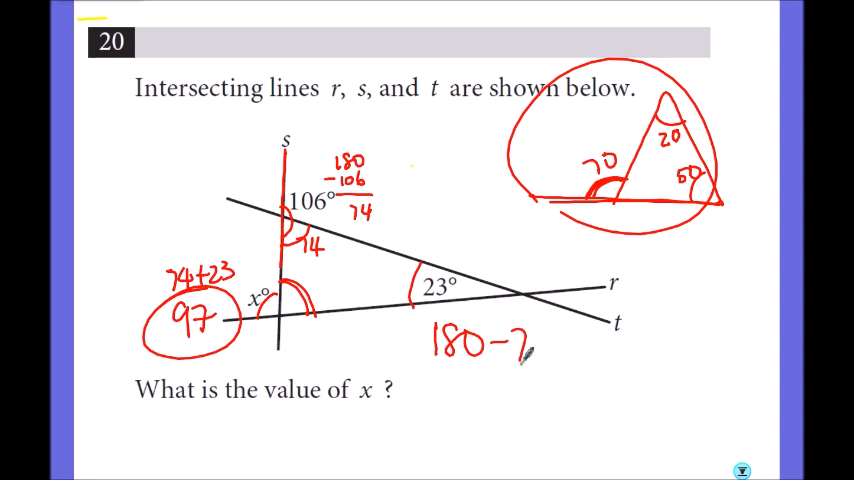 20
Intersecting lines r, s, and t are shown below.
s
180
-106
74
106°
74
20
70
50
74+23
97
x°
23°
r
t
180-7
What is the value of x ?